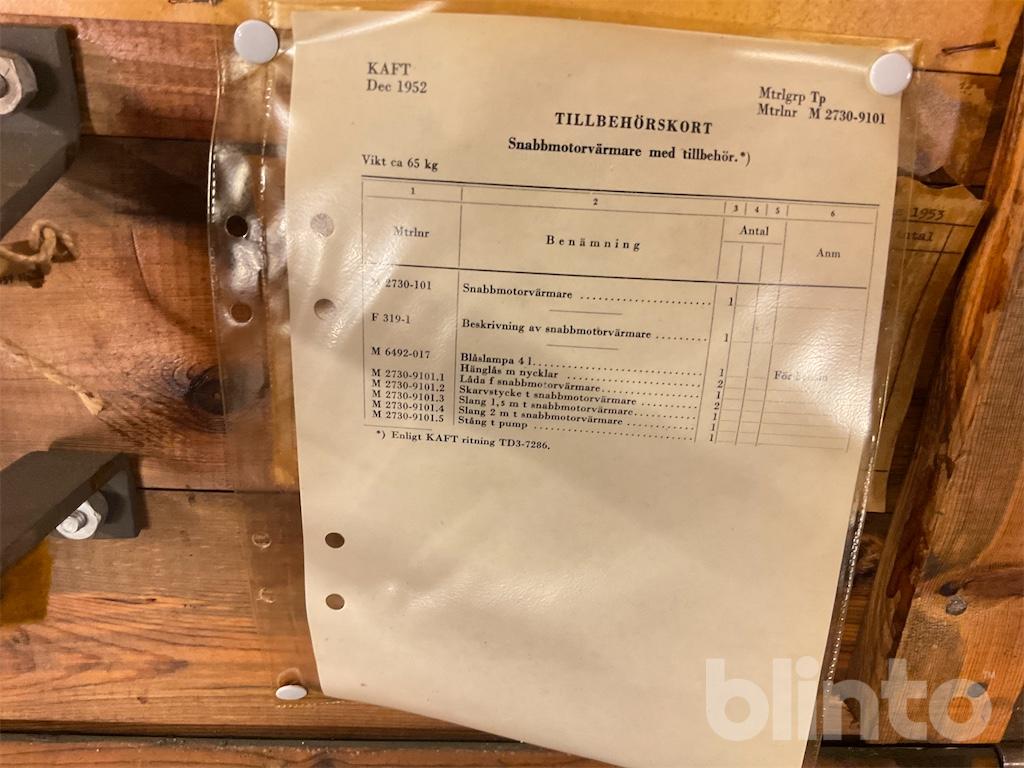 KAFT
Dec 1952
Mtrlgrp Tp
Mtrlnr M 2730-9101
TILLBEHÖRSKORT
Snabbmotorvärmare med tillbehör.*)
Vikt ca 65 kg
1 2 3 4 5 6
Mtrlnr Benämning Antal Anm
M 2730-101 Snabbmotorvärmare 1
F 319-1 Beskrivning av snabbmotorvärmare 1
M 6492-017 Blåslampa 4 l. 1 För
Hänglås m nycklar 2
M 2730-9101.1 Låda f snabbmotorvärmare 1
M 2730-9101.2 Skarvstycke t snabbmotorvärmare 2
M 2730-9101.3 Slang 1,5 m t snabbmotorvärmare 1
M 2730-9101.4 Slang 2 m t snabbmotorvärmare 1
M 2730-9101.5 Stång t pump 1
*) Enligt KAFT ritning TD3-7286.
1953
blinto